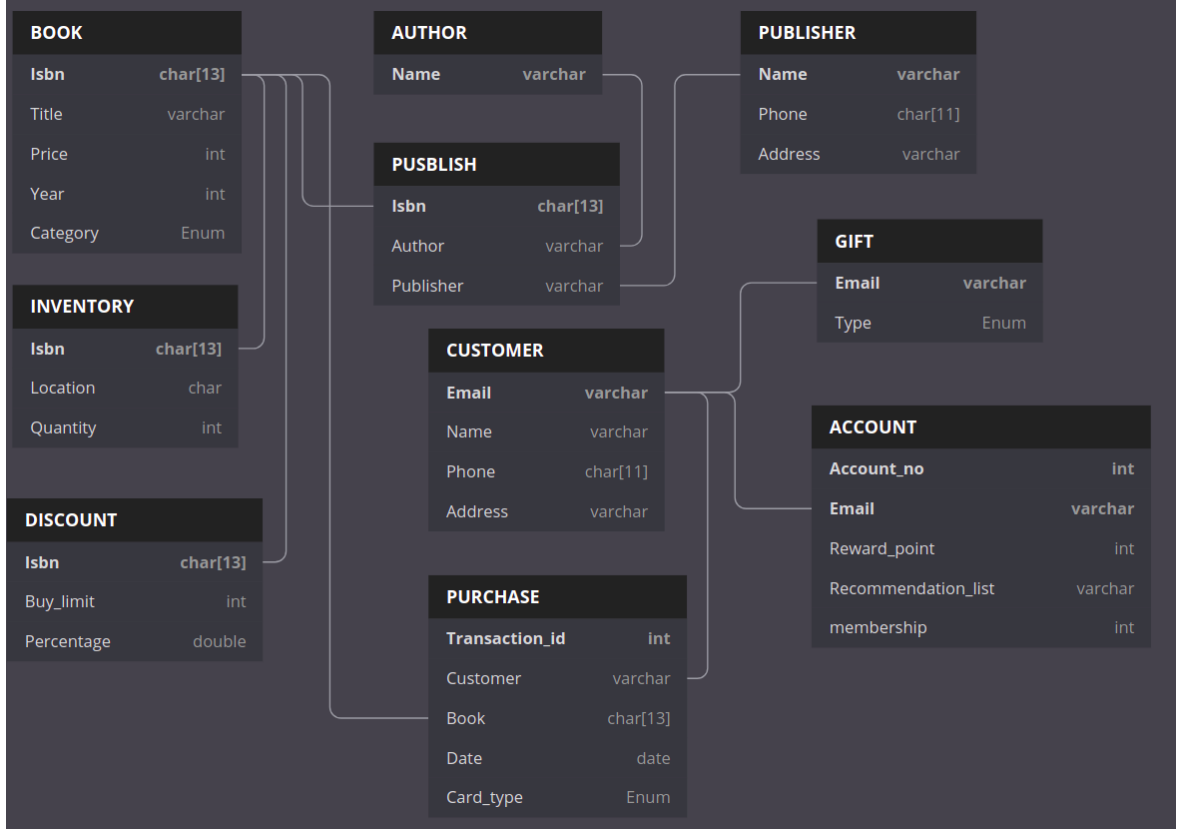 BOOK
Isbn char[13]
Title varchar
Price int
Year int
Category Enum
AUTHOR
Name varchar
PUBLISHER
Name varchar
Phone char[11]
Address varchar
PUSBLISH
Isbn char[13]
Author varchar
Publisher varchar
GIFT
Email varchar
Type Enum
INVENTORY
Isbn char[13]
Location char
Quantity int
CUSTOMER
Email varchar
Name varchar
Phone char[11]
Address varchar
ACCOUNT
Account_no int
Email varchar
Reward_point int
Recommendation_list varchar
membership int
DISCOUNT
Isbn char[13]
Buy_limit int
Percentage double
PURCHASE
Transaction_id int
Customer varchar
Book char[13]
Date date
Card_type Enum